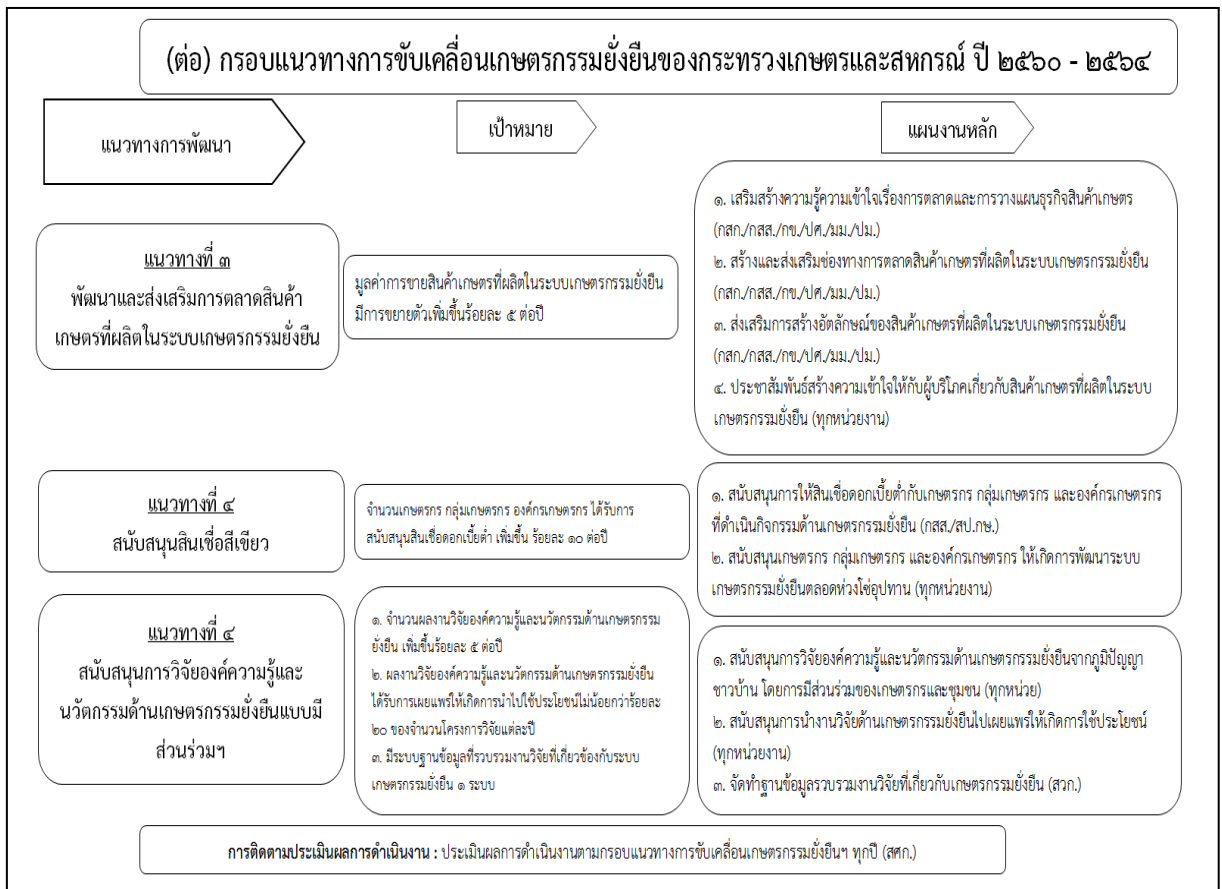 (ต่อ) กรอบแนวทางการขับเคลื่อนเกษตรกรรมยั่งยืนของกระทรวงเกษตรและสหกรณ์ ปี ๒๕๖๐ - ๒๕๖๔
แนวทางการพัฒนา
เป้าหมาย
แผนงานหลัก
แนวทางที่ ๓
พัฒนาและส่งเสริมการตลาดสินค้า
เกษตรที่ผลิตในระบบเกษตรกรรมยั่งยืน
มูลค่าการขายสินค้าเกษตรที่ผลิตในระบบเกษตรกรรมยั่งยืน
มีการขยายตัวเพิ่มขึ้นร้อยละ ๕ ต่อปี
๑. เสริมสร้างความรู้ความเข้าใจเรื่องการตลาดและการวางแผนธุรกิจสินค้าเกษตร
(กสก./กสส./กข./ปศ./มม./ปม.)
๒. สร้างและส่งเสริมช่องทางการตลาดสินค้าเกษตรที่ผลิตในระบบเกษตรกรรมยั่งยืน
(กสก./กสส./กข./ปศ./มม./ปม.)
๓. ส่งเสริมการสร้างอัตลักษณ์ของสินค้าเกษตรที่ผลิตในระบบเกษตรกรรมยั่งยืน
(กสก./กสส./กข./ปศ./มม./ปม.)
๔. ประชาสัมพันธ์สร้างความเข้าใจให้กับผู้บริโภคเกี่ยวกับสินค้าเกษตรที่ผลิตในระบบ
เกษตรกรรมยั่งยืน (ทุกหน่วยงาน)
แนวทางที่ ๔
สนับสนุนสินเชื่อสีเขียว
จำนวนเกษตรกร กลุ่มเกษตรกร องค์กรเกษตรกร ได้รับการ
สนับสนุนสินเชื่อดอกเบี้ยต่ำ เพิ่มขึ้น ร้อยละ ๑๐ ต่อปี
๑. สนับสนุนการให้สินเชื่อดอกเบี้ยต่ำกับเกษตรกร กลุ่มเกษตรกร และองค์กรเกษตรกร
ที่ดำเนินกิจกรรมด้านเกษตรกรรมยั่งยืน (กสส./สป.กษ.)
๒. สนับสนุนเกษตรกร กลุ่มเกษตรกร และองค์กรเกษตรกร ให้เกิดการพัฒนาระบบ
เกษตรกรรมยั่งยืนตลอดห่วงโซ่อุปทาน (ทุกหน่วยงาน)
แนวทางที่ ๔
สนับสนุนการวิจัยองค์ความรู้และ
นวัตกรรมด้านเกษตรกรรมยั่งยืนแบบมี
ส่วนร่วมฯ
๑. จำนวนผลงานวิจัยองค์ความรู้และนวัตกรรมด้านเกษตรกรรม
ยั่งยืน เพิ่มขึ้นร้อยละ ๕ ต่อปี
๒. ผลงานวิจัยองค์ความรู้และนวัตกรรมด้านเกษตรกรรมยั่งยืน
ได้รับการเผยแพร่ให้เกิดการนำไปใช้ประโยชน์ไม่น้อยกว่าร้อยละ
๒๐ ของจำนวนโครงการวิจัยแต่ละปี
๓. มีระบบฐานข้อมูลที่รวบรวมงานวิจัยที่เกี่ยวข้องกับระบบ
เกษตรกรรมยั่งยืน ๑ ระบบ
๑. สนับสนุนการวิจัยองค์ความรู้และนวัตกรรมด้านเกษตรกรรมยั่งยืนจากภูมิปัญญา
ชาวบ้าน โดยการมีส่วนร่วมของเกษตรกรและชุมชน (ทุกหน่วย)
๒. สนับสนุนการนำงานวิจัยด้านเกษตรกรรมยั่งยืนไปเผยแพร่ให้เกิดการใช้ประโยชน์
(ทุกหน่วยงาน)
๓. จัดทำฐานข้อมูลรวบรวมงานวิจัยที่เกี่ยวกับเกษตรกรรมยั่งยืน (สวก.)
การติดตามประเมินผลการดำเนินงาน : ประเมินผลการดำเนินงานตามกรอบแนวทางการขับเคลื่อนเกษตรกรรมยั่งยืนฯ ทุกปี (สศก.)